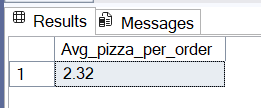 Results Messages
Avg_pizza_per_order
1 2.32